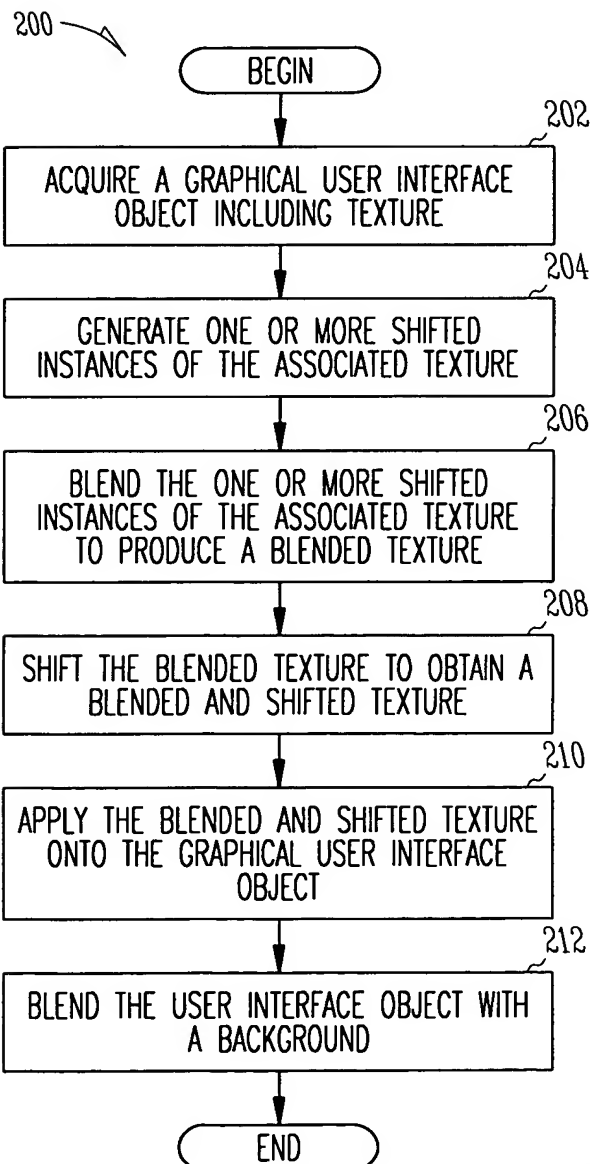 200
BEGIN
202
ACQUIRE A GRAPHICAL USER INTERFACE
OBJECT INCLUDING TEXTURE
204
GENERATE ONE OR MORE SHIFTED
INSTANCES OF THE ASSOCIATED TEXTURE
206
BLEND THE ONE OR MORE SHIFTED
INSTANCES OF THE ASSOCIATED TEXTURE
TO PRODUCE A BLENDED TEXTURE
208
SHIFT THE BLENDED TEXTURE TO OBTAIN A
BLENDED AND SHIFTED TEXTURE
210
APPLY THE BLENDED AND SHIFTED TEXTURE
ONTO THE GRAPHICAL USER INTERFACE
OBJECT
212
BLEND THE USER INTERFACE OBJECT WITH
A BACKGROUND
END